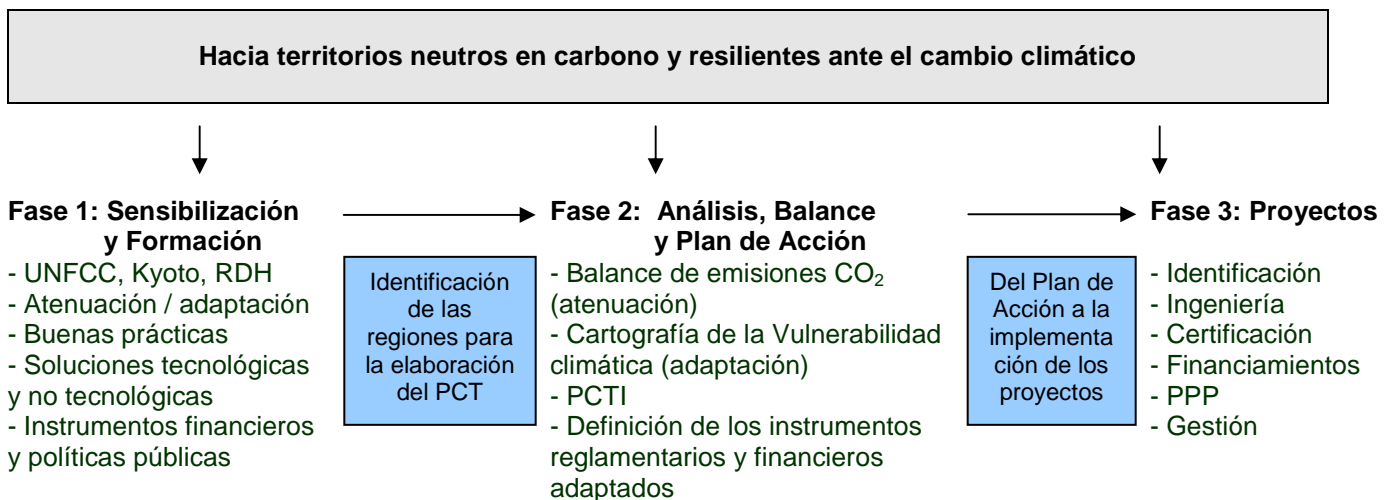 Hacia territorios neutros en carbono y resilientes ante el cambio climático
Fase 1: Sensibilización
y Formación
- UNFCC, Kyoto, RDH
- Atenuación / adaptación
- Buenas prácticas
- Soluciones tecnológicas
y no tecnológicas
- Instrumentos financieros
y políticas públicas
Identificación
de las
regiones para
la elaboración
del PCT
Fase 2: Análisis, Balance
y Plan de Acción
- Balance de emisiones CO₂
(atenuación)
- Cartografía de la Vulnerabilidad
climática (adaptación)
- PCTI
- Definición de los instrumentos
reglamentarios y financieros
adaptados
Del Plan de
Acción a la
implementa
ción de los
proyectos
Fase 3: Proyectos
- Identificación
- Ingeniería
- Certificación
- Financiamientos
- PPP
- Gestión